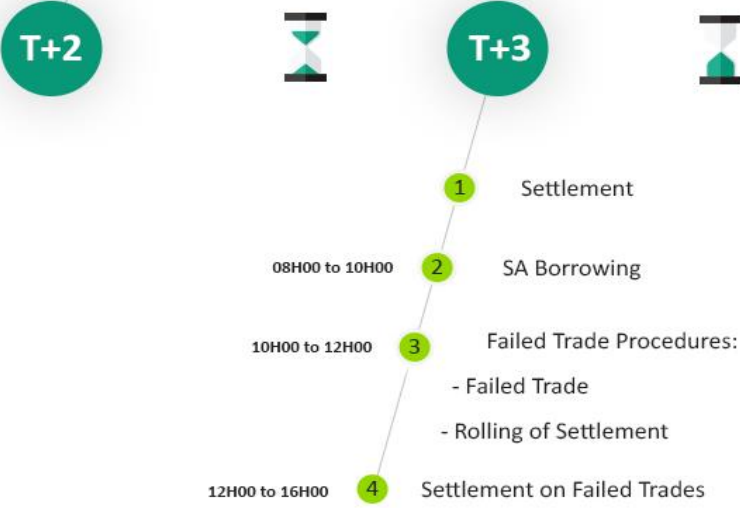 T+2
T+3
1 Settlement
08H00 to 10H00 2 SA Borrowing
10H00 to 12H00 3 Failed Trade Procedures:
- Failed Trade
- Rolling of Settlement
12H00 to 16H00 4 Settlement on Failed Trades